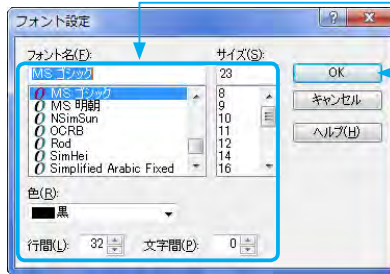 フォント設定
フォント名(F):
サイズ(S):
MS ゴシック
23
OK
MS ゴシック
MS 明朝
NSimSun
OCRB
Rod
SimHei
Simplified Arabic Fixed
8
9
10
11
12
14
16
キャンセル
ヘルプ(H)
色(R):
黒
行間(L): 32
文字間(P): 0